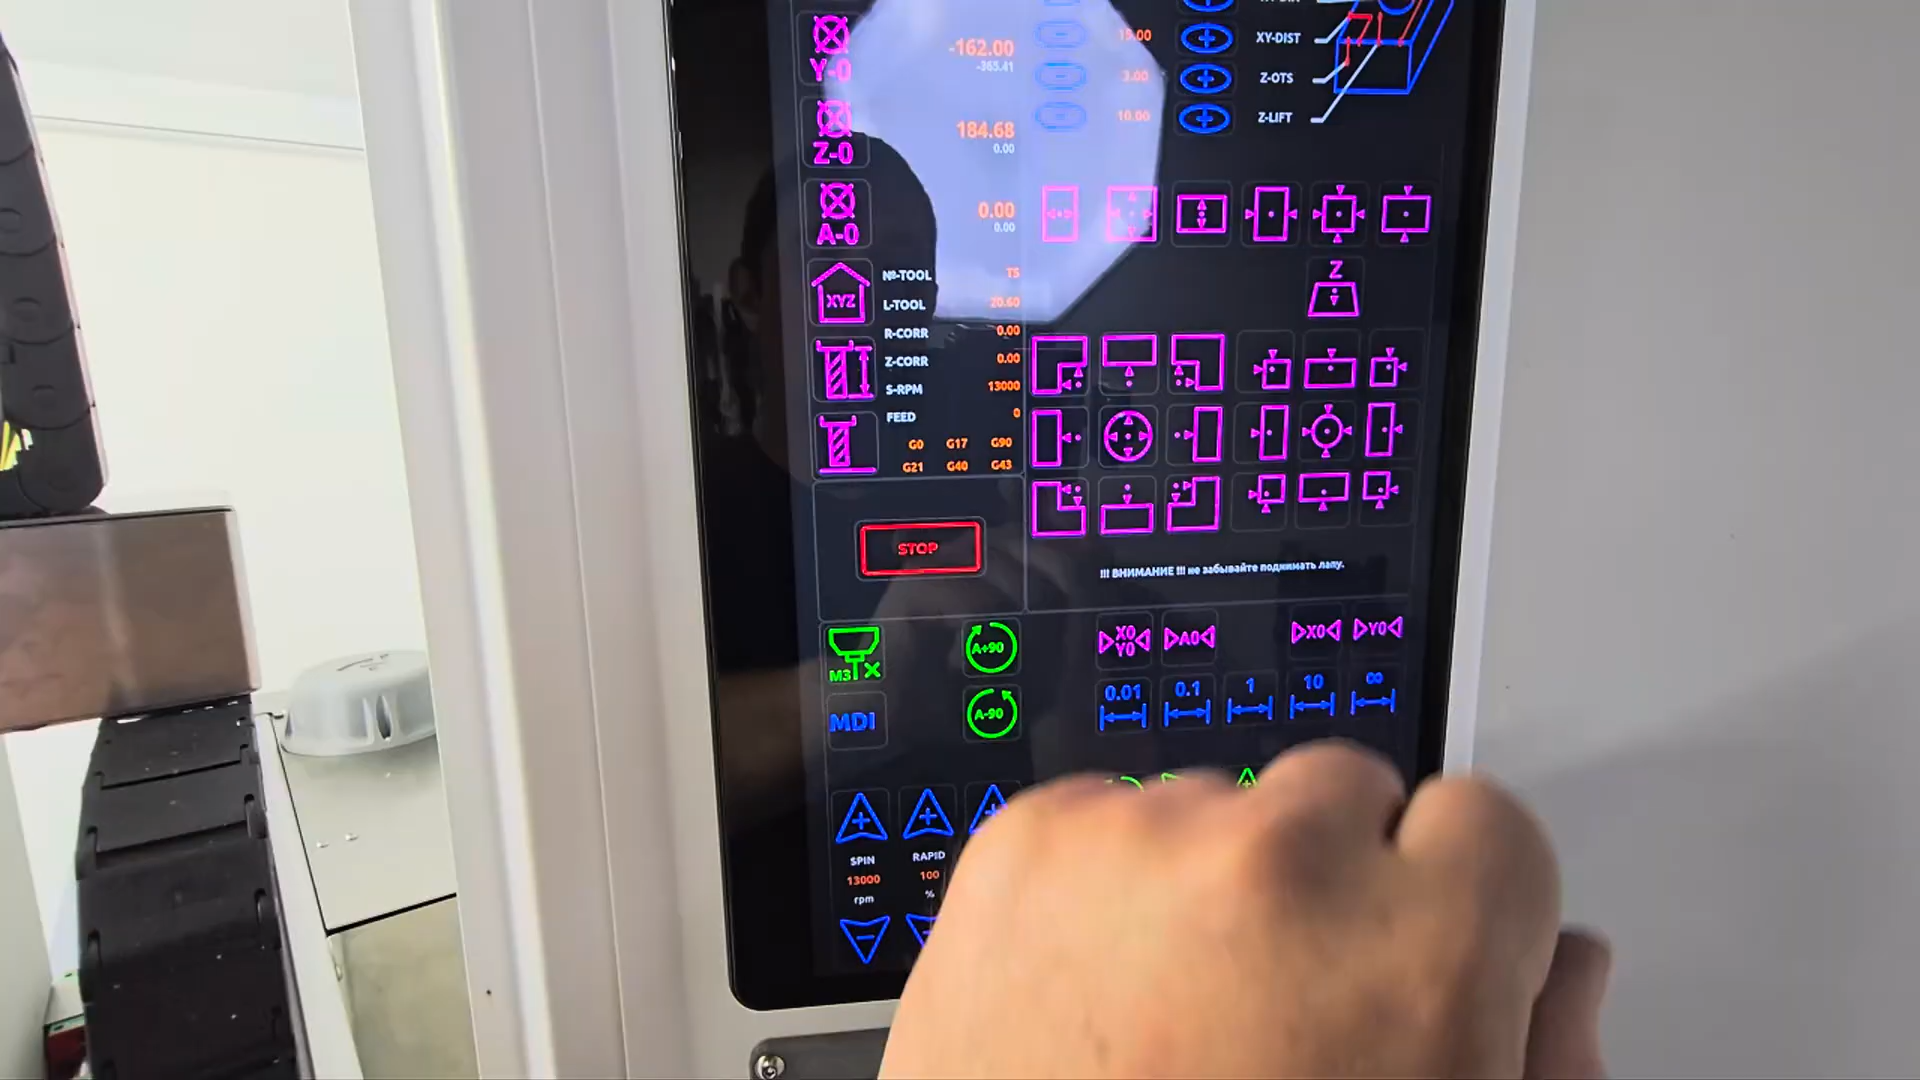 XY-DIST
15.00
Y-0
-162.00
-365.41
Z-OTS
3.00
Z-LIFT
10.00
Z-0
184.68
0.00
A-0
0.00
0.00
Z
XYZ
№-TOOL T5
L-TOOL 20.60
R-CORR 0.00
Z-CORR 0.00
S-RPM 13000
FEED 0
G0 G17 G90
G21 G40 G43
STOP
!!! ВНИМАНИЕ !!! не забывайте поднимать лапу.
M3 X
A+90
X0
Y0
A0
X0
Y0
MDI
A-90
0.01
0.1
1
10
∞
SPIN
13000
rpm
RAPID
100
%